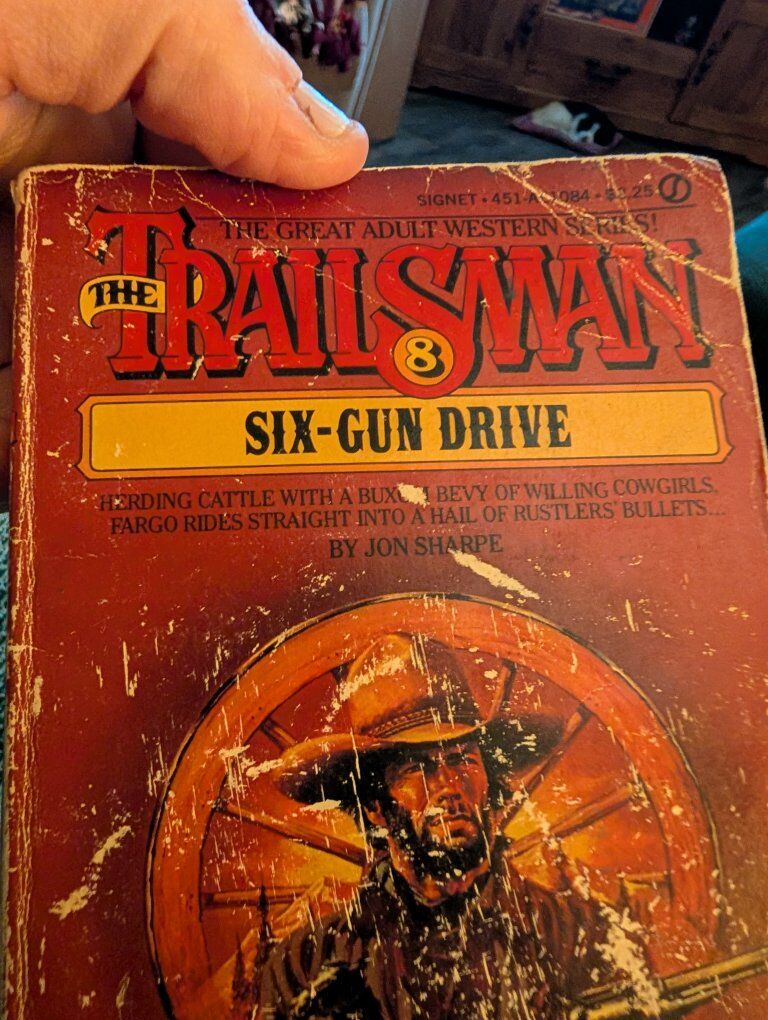 SIGNET • 451-A 1084 • $2.25
THE GREAT ADULT WESTERN SERIES!
THE TRAILSMAN
8
SIX-GUN DRIVE
HERDING CATTLE WITH A BUXOM BEVY OF WILLING COWGIRLS,
FARGO RIDES STRAIGHT INTO A HAIL OF RUSTLERS' BULLETS...
BY JON SHARPE